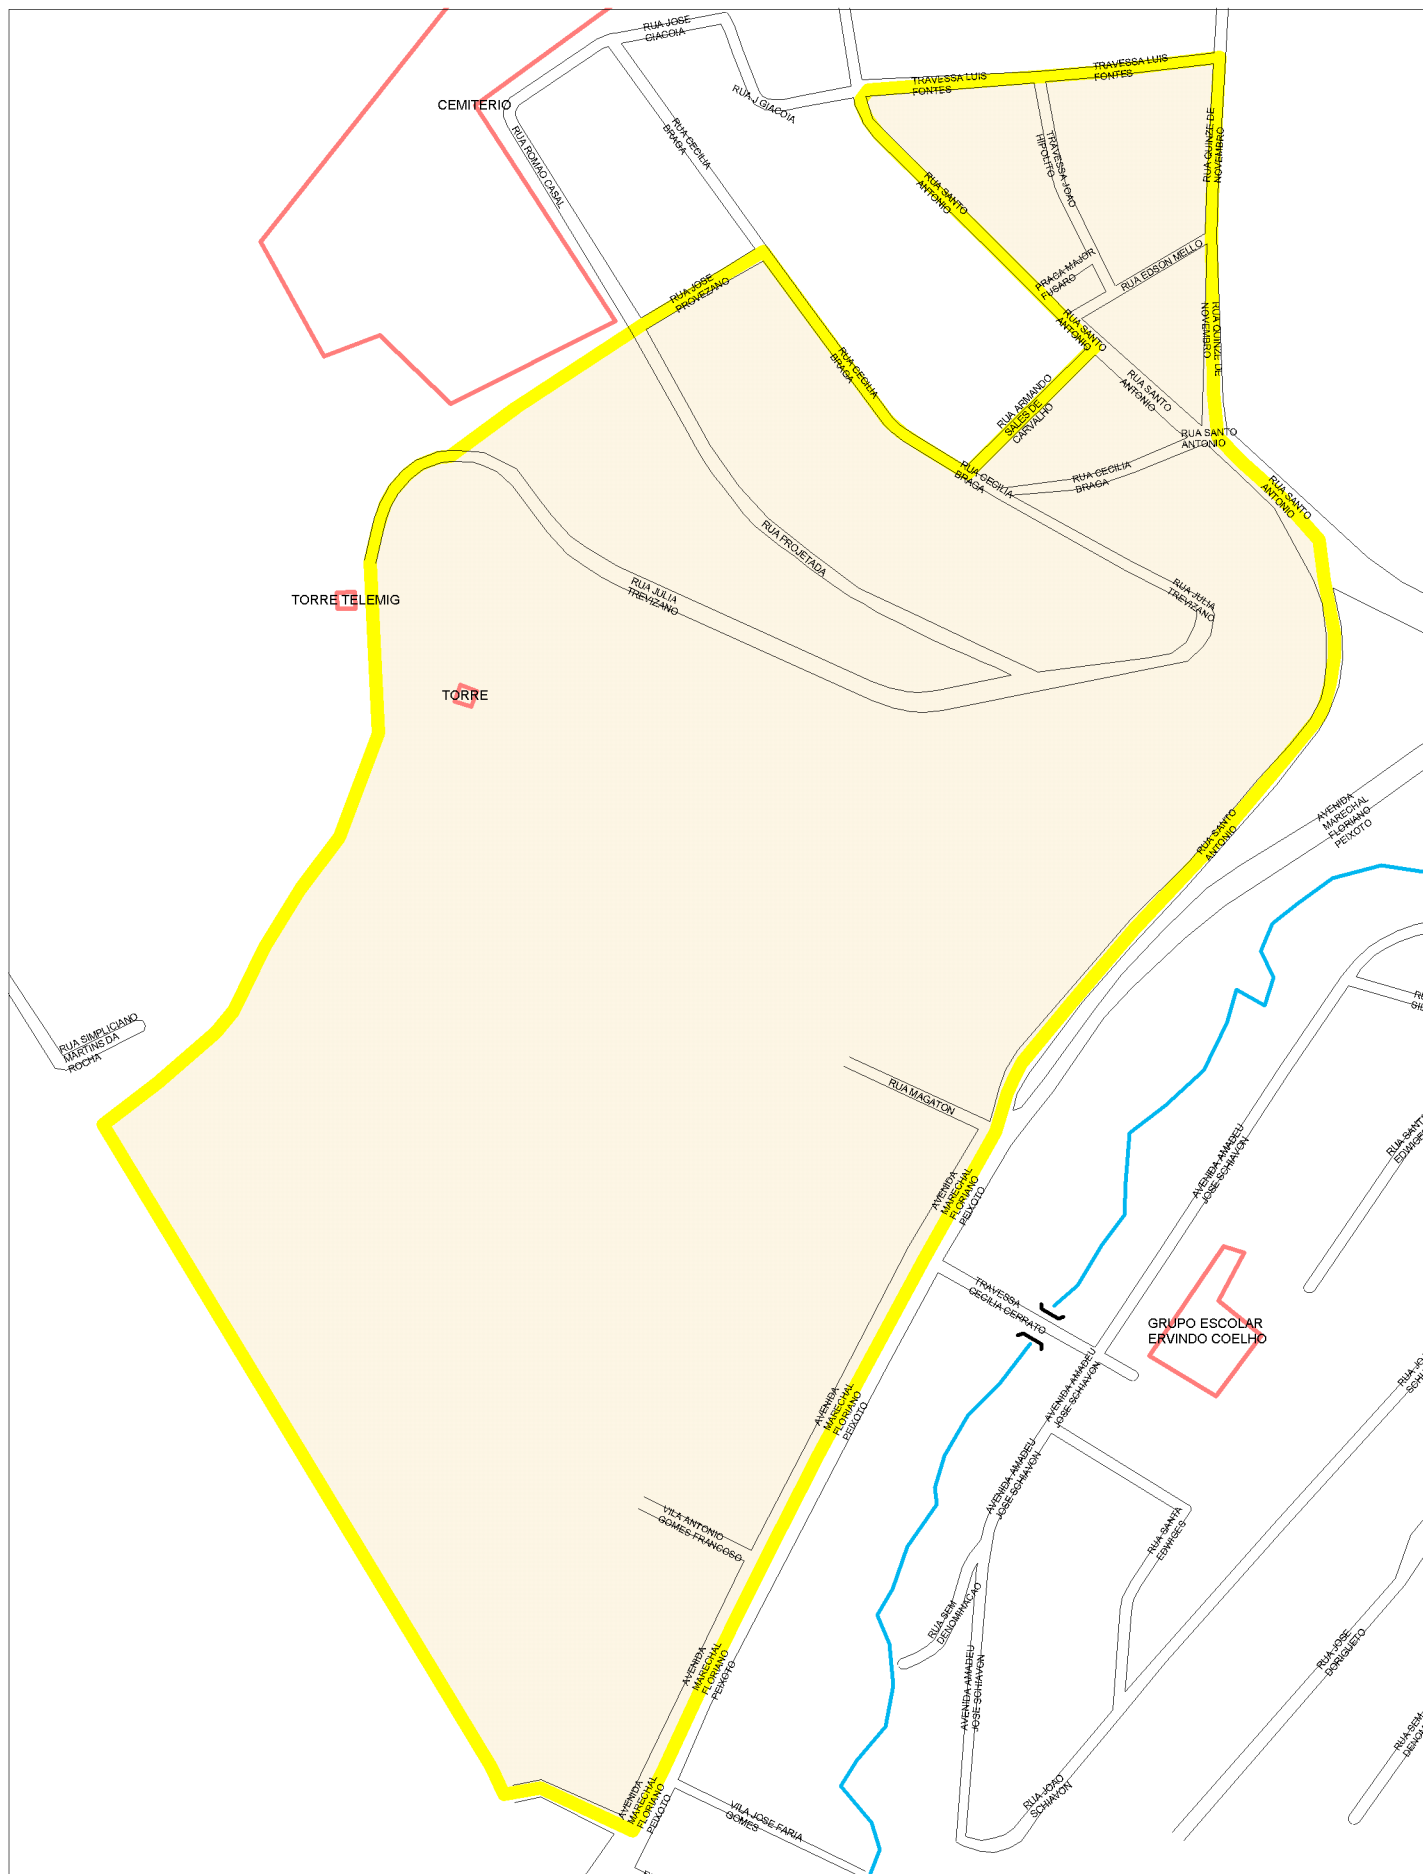 RUA JOSE
GIACOIA
TRAVESSA LUIS
FONTES
TRAVESSA LUIS
FONTES
CEMITERIO
RUA J GIACOIA
RUA ROMAO CASAL
RUA CECILIA
BRAGA
RUA QUINZE DE
NOVEMBRO
TRAVESSA JOAO
HIPOLITO
RUA SANTO
ANTONIO
RUA EDSON MELLO
PRACA MAJOR
FUSARO
RUA JOSE
PROVEZANO
RUA SANTO
ANTONIO
RUA QUINZE DE
NOVEMBRO
RUA CECILIA
BRAGA
RUA ARMANDO
SALES DE
CARVALHO
RUA SANTO
ANTONIO
RUA SANTO
ANTONIO
RUA CECILIA
BRAGA
RUA CECILIA
BRAGA
RUA SANTO
ANTONIO
RUA PROJETADA
RUA JULIA
TREVIZANO
RUA JULIA
TREVIZANO
TORRE TELEMIG
TORRE
AVENIDA
MARECHAL
FLORIANO
PEIXOTO
RUA SANTO
ANTONIO
RUA SIMPLICIANO
MARTINS DA
ROCHA
RUA MAGATON
AVENIDA
MARECHAL
FLORIANO
PEIXOTO
AVENIDA AMADEU
JOSE SCHIAVON
TRAVESSA
CECILIA CERRATO
GRUPO ESCOLAR
ERVINDO COELHO
AVENIDA AMADEU
JOSE SCHIAVON
AVENIDA
MARECHAL
FLORIANO
PEIXOTO
AVENIDA AMADEU
JOSE SCHIAVON
VILA ANTONIO
GOMES FRANCOSO
RUA SANTA
EDWIGES
RUA SEM
DENOMINACAO
AVENIDA AMADEU
JOSE SCHIAVON
RUA JOSE
DORIGUETO
AVENIDA
MARECHAL
FLORIANO
PEIXOTO
RUA JOAO
SCHIAVON
AVENIDA
MARECHAL
FLORIANO
PEIXOTO
VILA JOSE FARIA
GOMES
RUA SEM